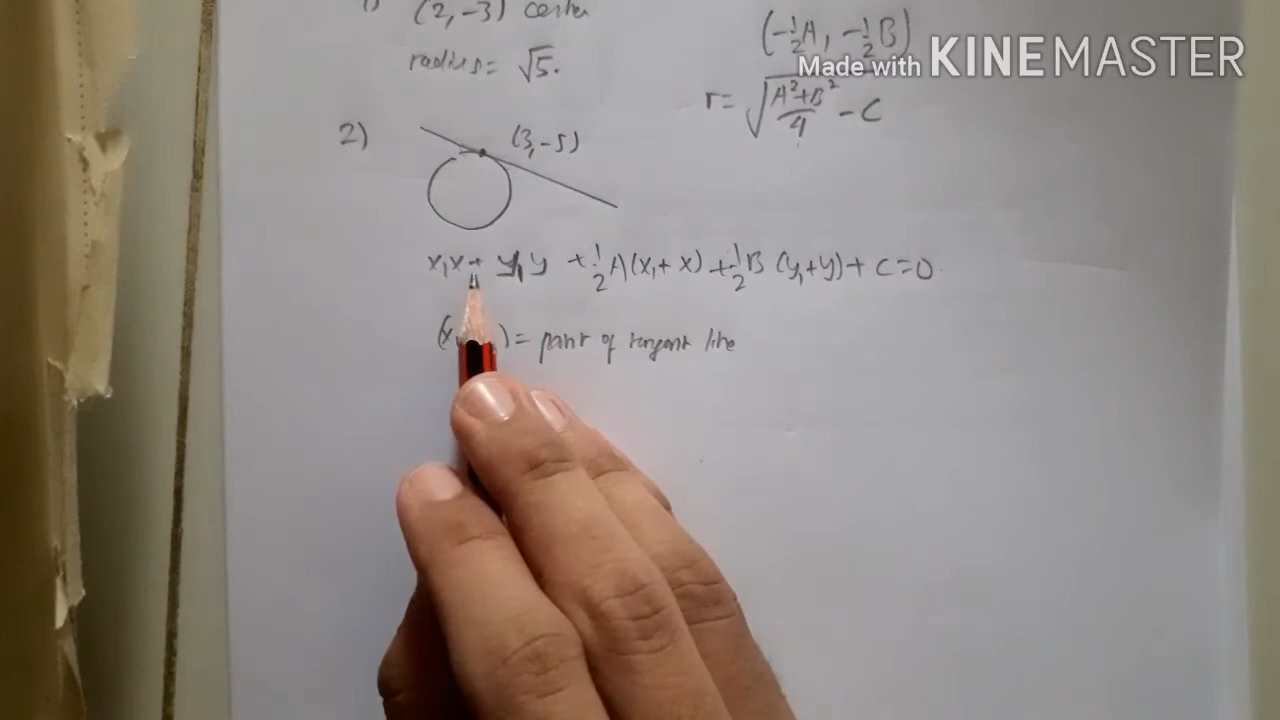 (2, -3) center
radius = √5.
(-½A, -½B)
Made with KINEMASTER
r = √(A²+B²/4 - C
2)
(3, -5)
x₁x + y₁y + ½A(x₁ + x) + ½B (y₁+y) + C = 0
(x₁ ) = point of tangent line